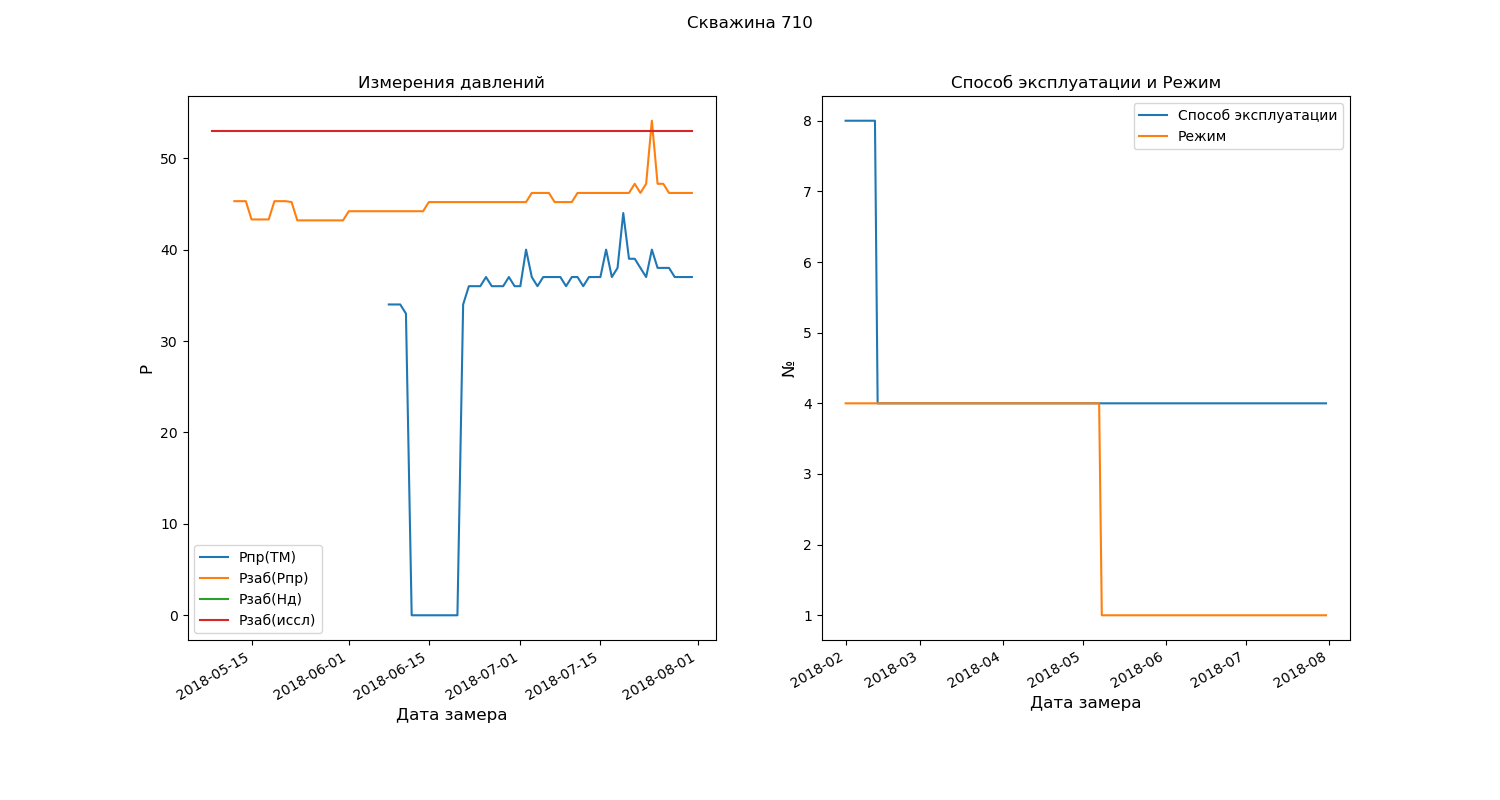 Скважина 710
Измерения давлений
P
50
40
30
20
10
0
Pпр(ТМ)
Pзаб(Pпр)
Pзаб(Нд)
Pзаб(иссл)
2018-05-15
2018-06-01
2018-06-15
2018-07-01
2018-07-15
2018-08-01
Дата замера
Способ эксплуатации и Режим
№
8
7
6
5
4
3
2
1
Способ эксплуатации
Режим
2018-02
2018-03
2018-04
2018-05
2018-06
2018-07
2018-08
Дата замера